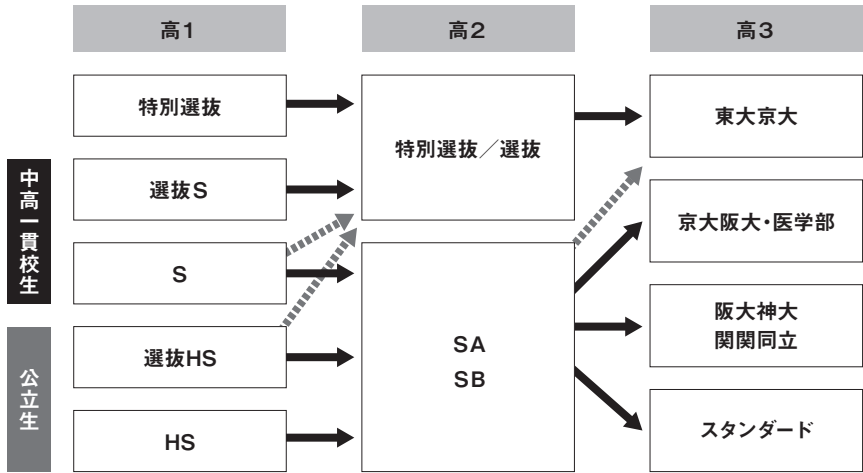 高1
高2
高3
中高一貫校生
公立生
特別選抜
選抜S
S
選抜HS
HS
特別選抜／選抜
SA
SB
東大京大
京大阪大・医学部
阪大神大
関関同立
スタンダード